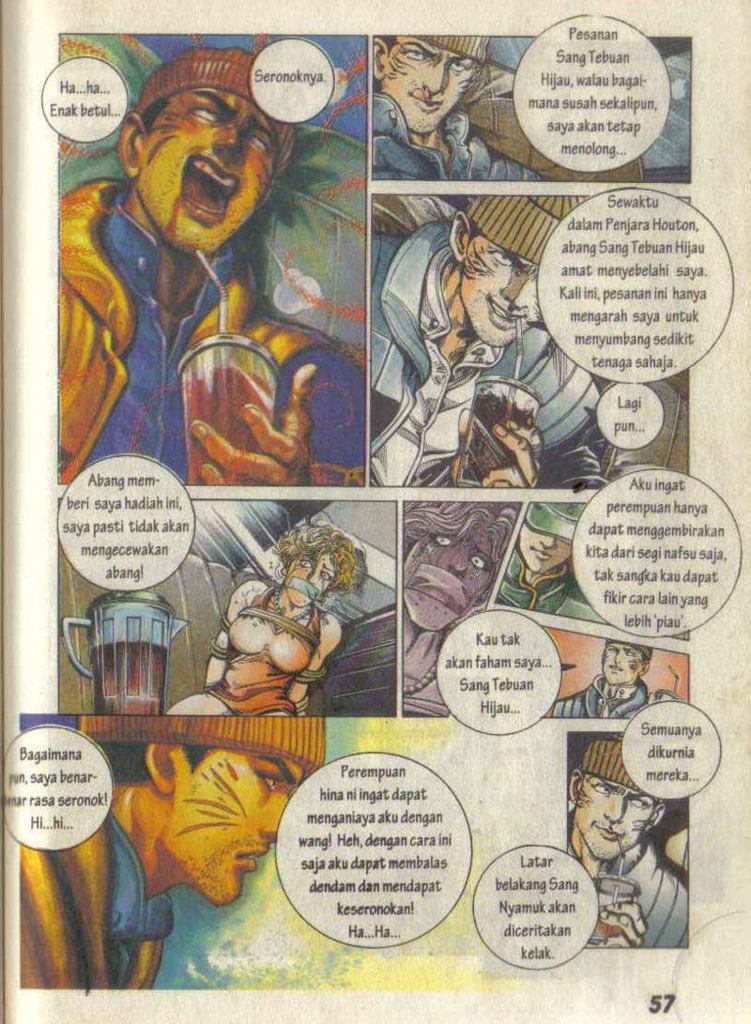 Ha...ha...
Enak betul...
Seronoknya.
Pesanan
Sang Tebuan
Hijau, walau bagai-
mana susah sekalipun,
saya akan tetap
menolong...
Sewaktu
dalam Penjara Houton,
abang Sang Tebuan Hijau
amat menyebelahi saya.
Kali ini, pesanan ini hanya
mengarah saya untuk
menyumbang sedikit
tenaga sahaja.
Lagi
pun...
Abang mem-
beri saya hadiah ini,
saya pasti tidak akan
mengecewakan
abang!
Aku ingat
perempuan hanya
dapat menggembirakan
kita dari segi nafsu saja,
tak sangka kau dapat
fikir cara lain yang
lebih 'piau'.
Kau tak
akan faham saya...
Sang Tebuan
Hijau...
Bagaimana
pun, saya benar-
benar rasa seronok!
Hi...hi...
Perempuan
hina ni ingat dapat
menganiaya aku dengan
wang! Heh, dengan cara ini
saja aku dapat membalas
dendam dan mendapat
keseronokan!
Ha...Ha...
Semuanya
dikurnia
mereka...
Latar
belakang Sang
Nyamuk akan
diceritakan
kelak.
57